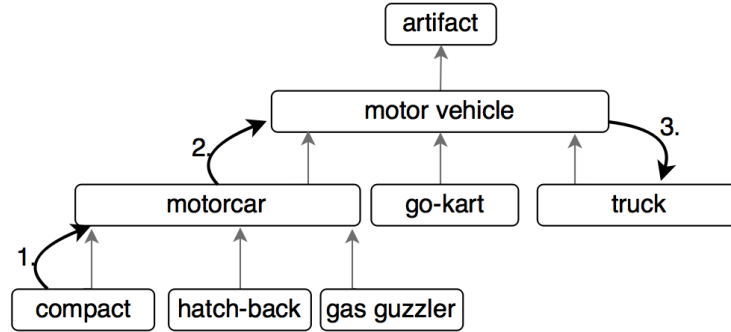 artifact
motor vehicle
2.
3.
motorcar
go-kart
truck
1.
compact
hatch-back
gas guzzler